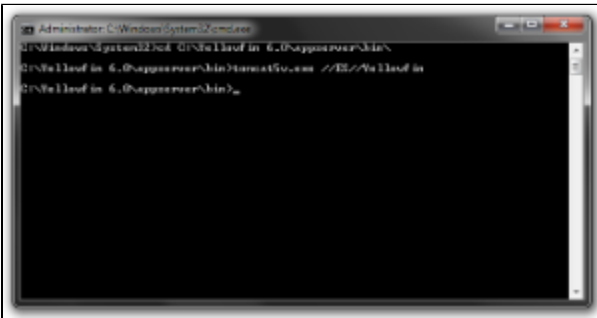 Administrator: C:\Windows\System32\cmd.exe
C:\Windows\System32>cd C:\Yellowfin 6.0\appserver\bin\
C:\Yellowfin 6.0\appserver\bin>tomcat5w.exe //ES//Yellowfin
C:\Yellowfin 6.0\appserver\bin>_